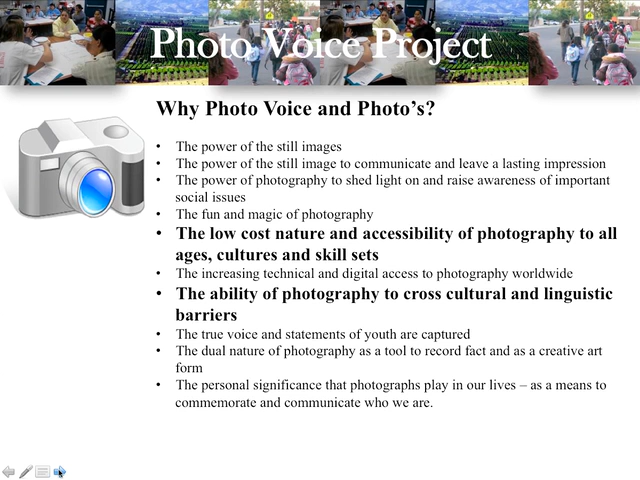 Photo Voice Project
Why Photo Voice and Photo's?
• The power of the still images
• The power of the still image to communicate and leave a lasting impression
• The power of photography to shed light on and raise awareness of important
social issues
• The fun and magic of photography
• The low cost nature and accessibility of photography to all
ages, cultures and skill sets
• The increasing technical and digital access to photography worldwide
• The ability of photography to cross cultural and linguistic
barriers
• The true voice and statements of youth are captured
• The dual nature of photography as a tool to record fact and as a creative art
form
• The personal significance that photographs play in our lives – as a means to
commemorate and communicate who we are.